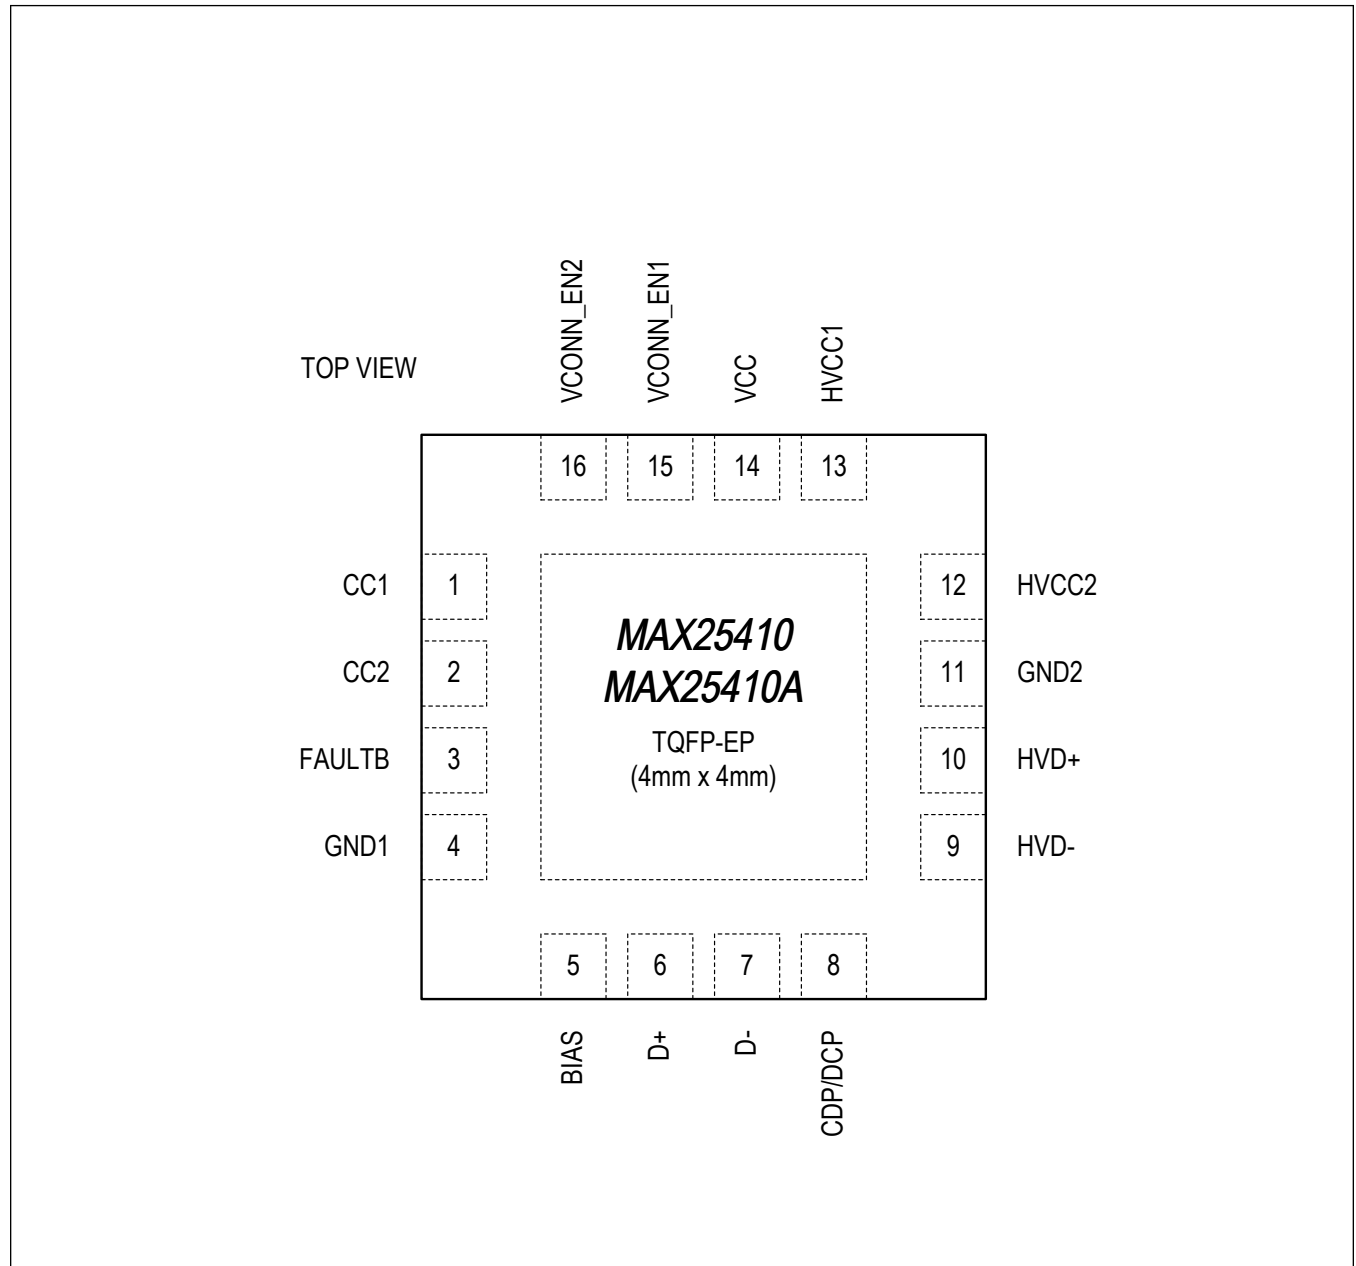 VCONN_EN2
VCONN_EN1
VCC
HVCC1
TOP VIEW
16
15
14
13
CC1
1
12
HVCC2
CC2
2
11
GND2
FAULTB
3
10
HVD+
GND1
4
9
HVD-
MAX25410
MAX25410A
TQFP-EP
(4mm x 4mm)
5
6
7
8
BIAS
D+
D-
CDP/DCP